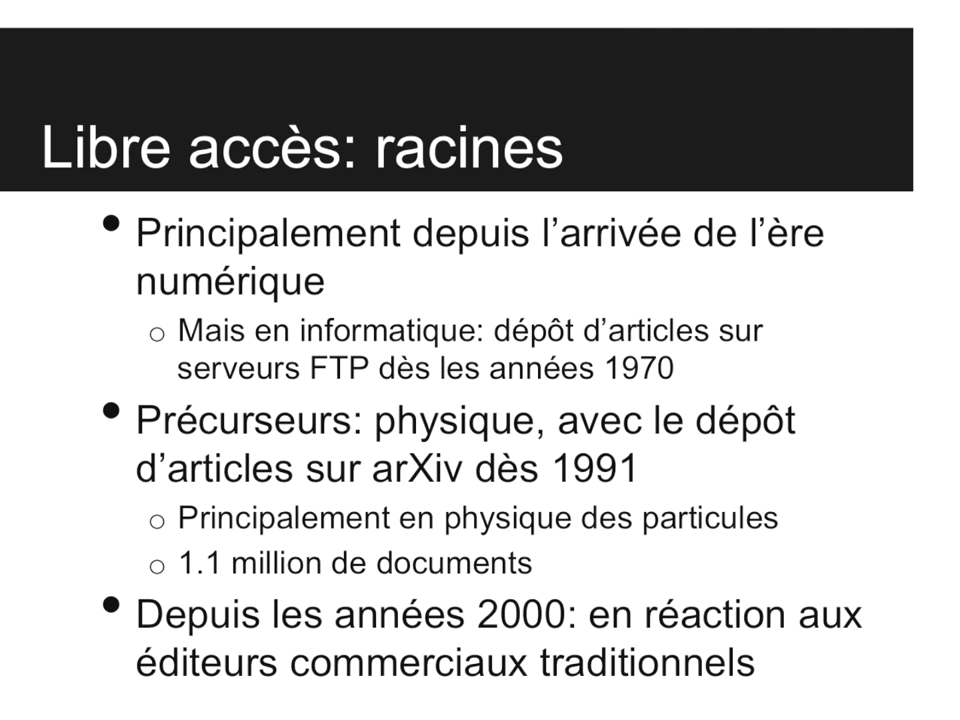 Libre accès: racines
• Principalement depuis l’arrivée de l’ère
numérique
o Mais en informatique: dépôt d’articles sur
serveurs FTP dès les années 1970
• Précurseurs: physique, avec le dépôt
d’articles sur arXiv dès 1991
o Principalement en physique des particules
o 1.1 million de documents
• Depuis les années 2000: en réaction aux
éditeurs commerciaux traditionnels